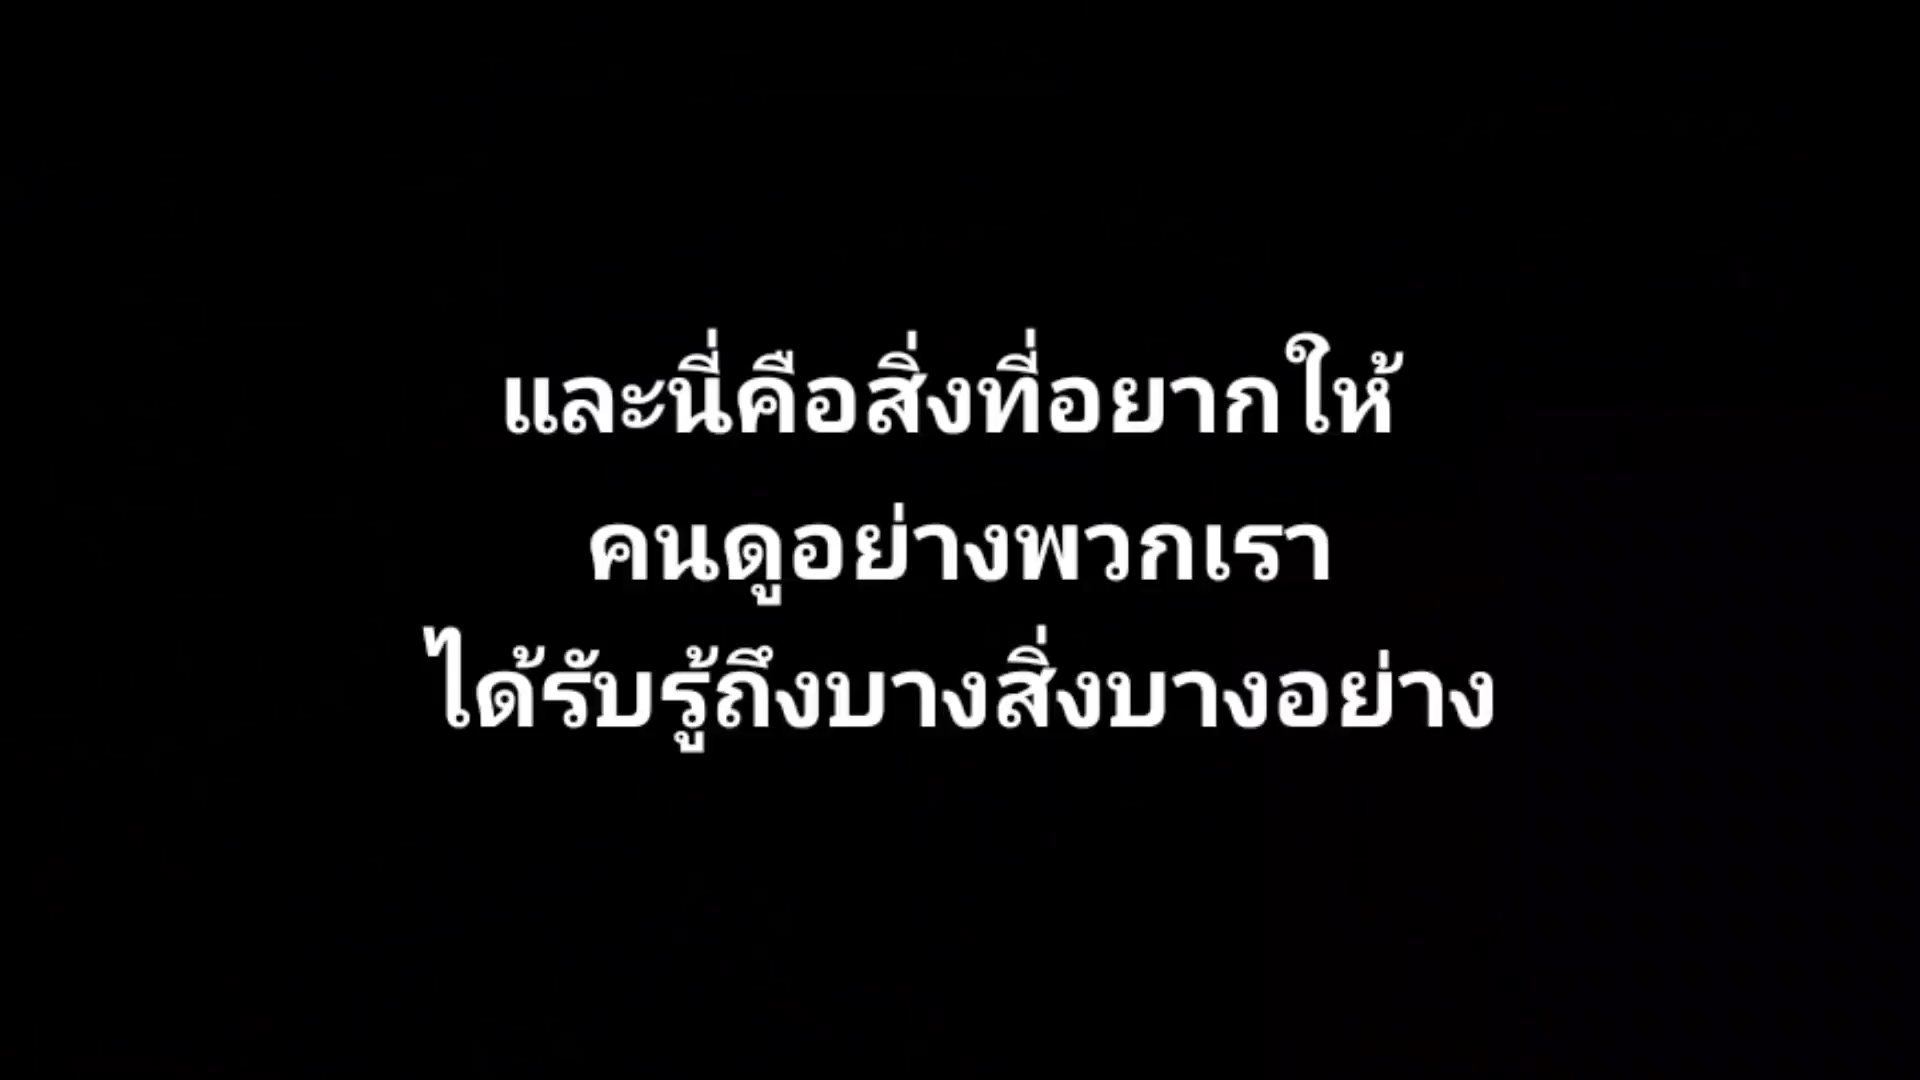 และนี่คือสิ่งที่อยากให้
คนดูอย่างพวกเรา
ได้รับรู้ถึงบางสิ่งบางอย่าง